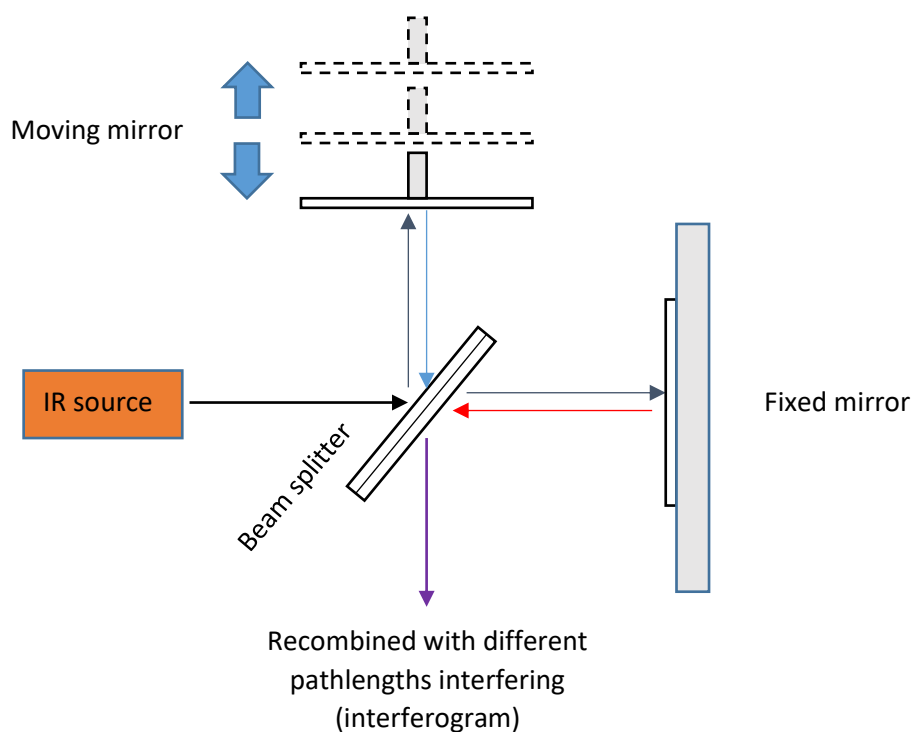 Moving mirror
IR source
Beam splitter
Fixed mirror
Recombined with different
pathlengths interfering
(interferogram)